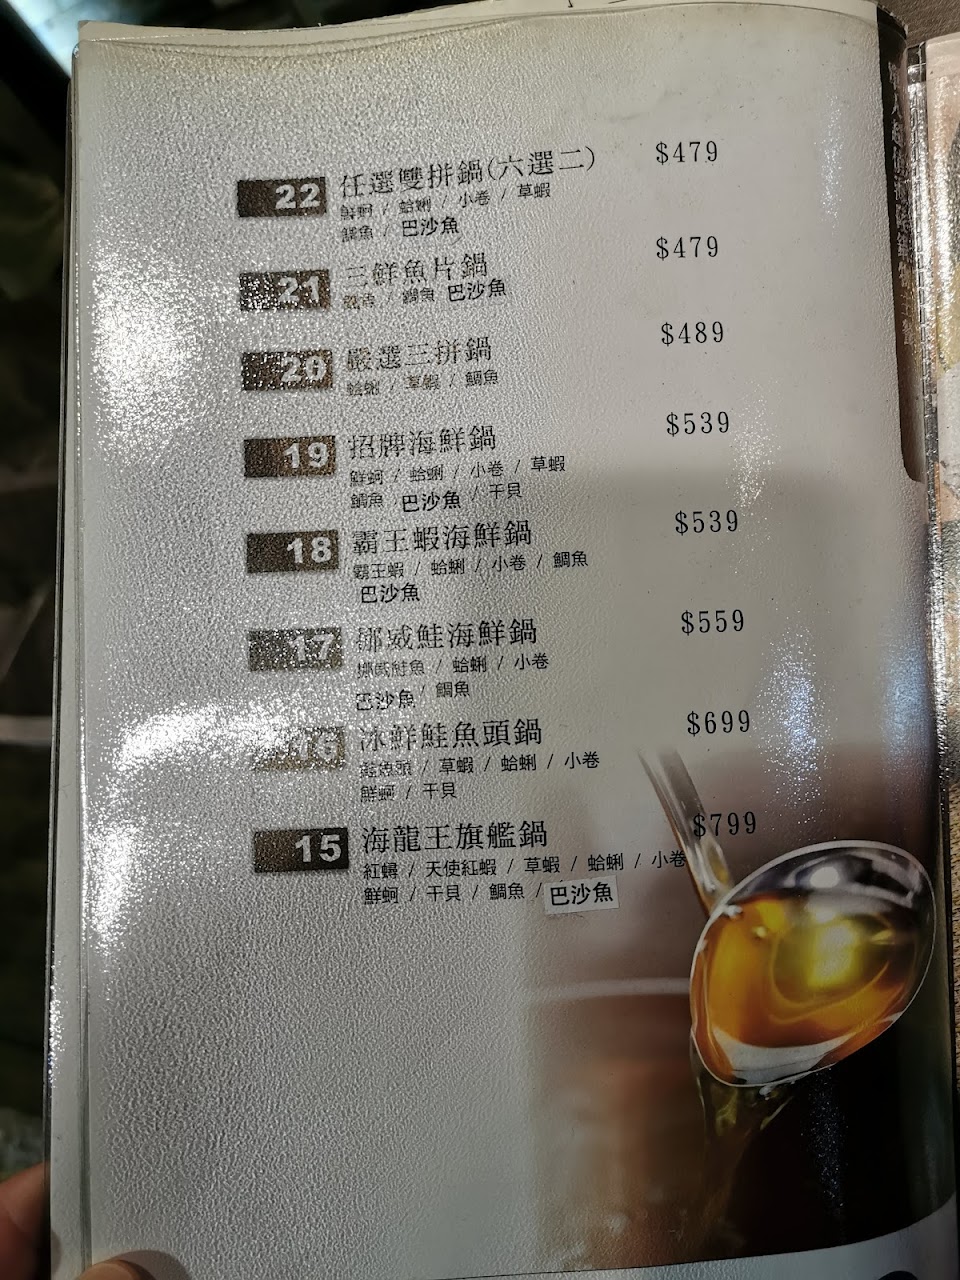 22 任選雙拼鍋(六選二) $479
鮮蚵 / 蛤蜊 / 小卷 / 草蝦
鯛魚 / 巴沙魚
21 三鮮魚片鍋 $479
鯛魚 巴沙魚
20 嚴選三拼鍋 $489
蛤蜊 / 草蝦 / 鯛魚
19 招牌海鮮鍋 $539
鮮蚵 / 蛤蜊 / 小卷 / 草蝦
鯛魚 巴沙魚 / 干貝
18 霸王蝦海鮮鍋 $539
霸王蝦 / 蛤蜊 / 小卷 / 鯛魚
巴沙魚
17 挪威鮭海鮮鍋 $559
挪威鮭魚 / 蛤蜊 / 小卷
巴沙魚 / 鯛魚
16 冰鮮鮭魚頭鍋 $699
鮭魚頭 / 草蝦 / 蛤蜊 / 小卷
鮮蚵 / 干貝
15 海龍王旗艦鍋 $799
紅蟳 / 天使紅蝦 / 草蝦 / 蛤蜊 / 小卷
鮮蚵 / 干貝 / 鯛魚 / 巴沙魚